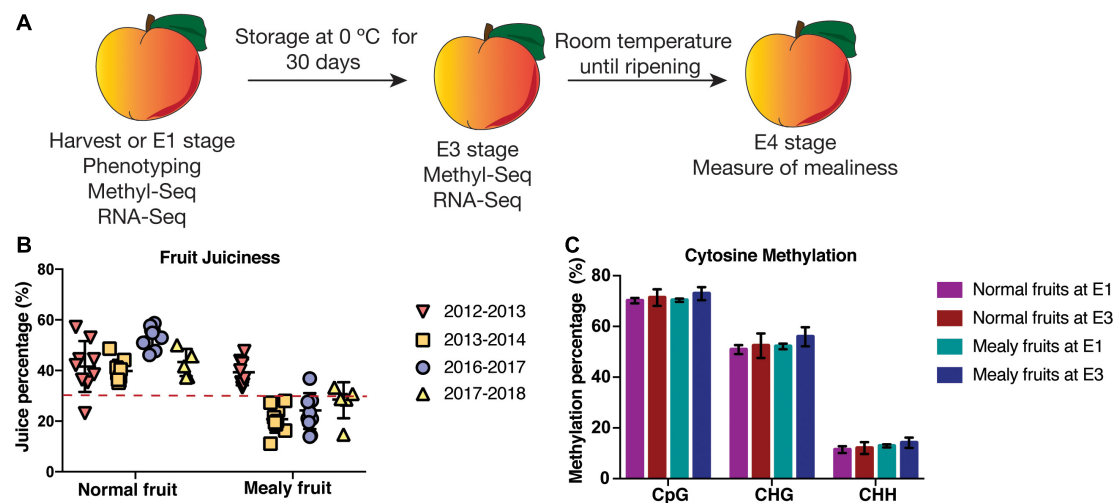 A
Storage at 0 ºC for
30 days
Room temperature
until ripening
Harvest or E1 stage
Phenotyping
Methyl-Seq
RNA-Seq
E3 stage
Methyl-Seq
RNA-Seq
E4 stage
Measure of mealiness
B
Fruit Juiciness
Juice percentage (%)
80
60
40
20
0
Normal fruit
Mealy fruit
2012-2013
2013-2014
2016-2017
2017-2018
C
Cytosine Methylation
Methylation percentage (%)
80
60
40
20
0
CpG
CHG
CHH
Normal fruits at E1
Normal fruits at E3
Mealy fruits at E1
Mealy fruits at E3